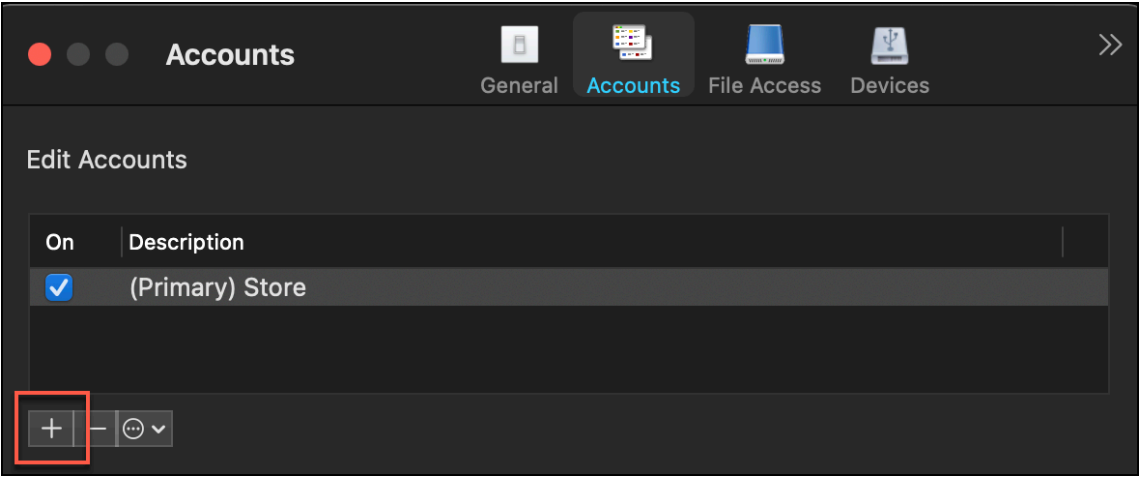 Accounts
General
Accounts
File Access
Devices
Edit Accounts
On Description
(Primary) Store